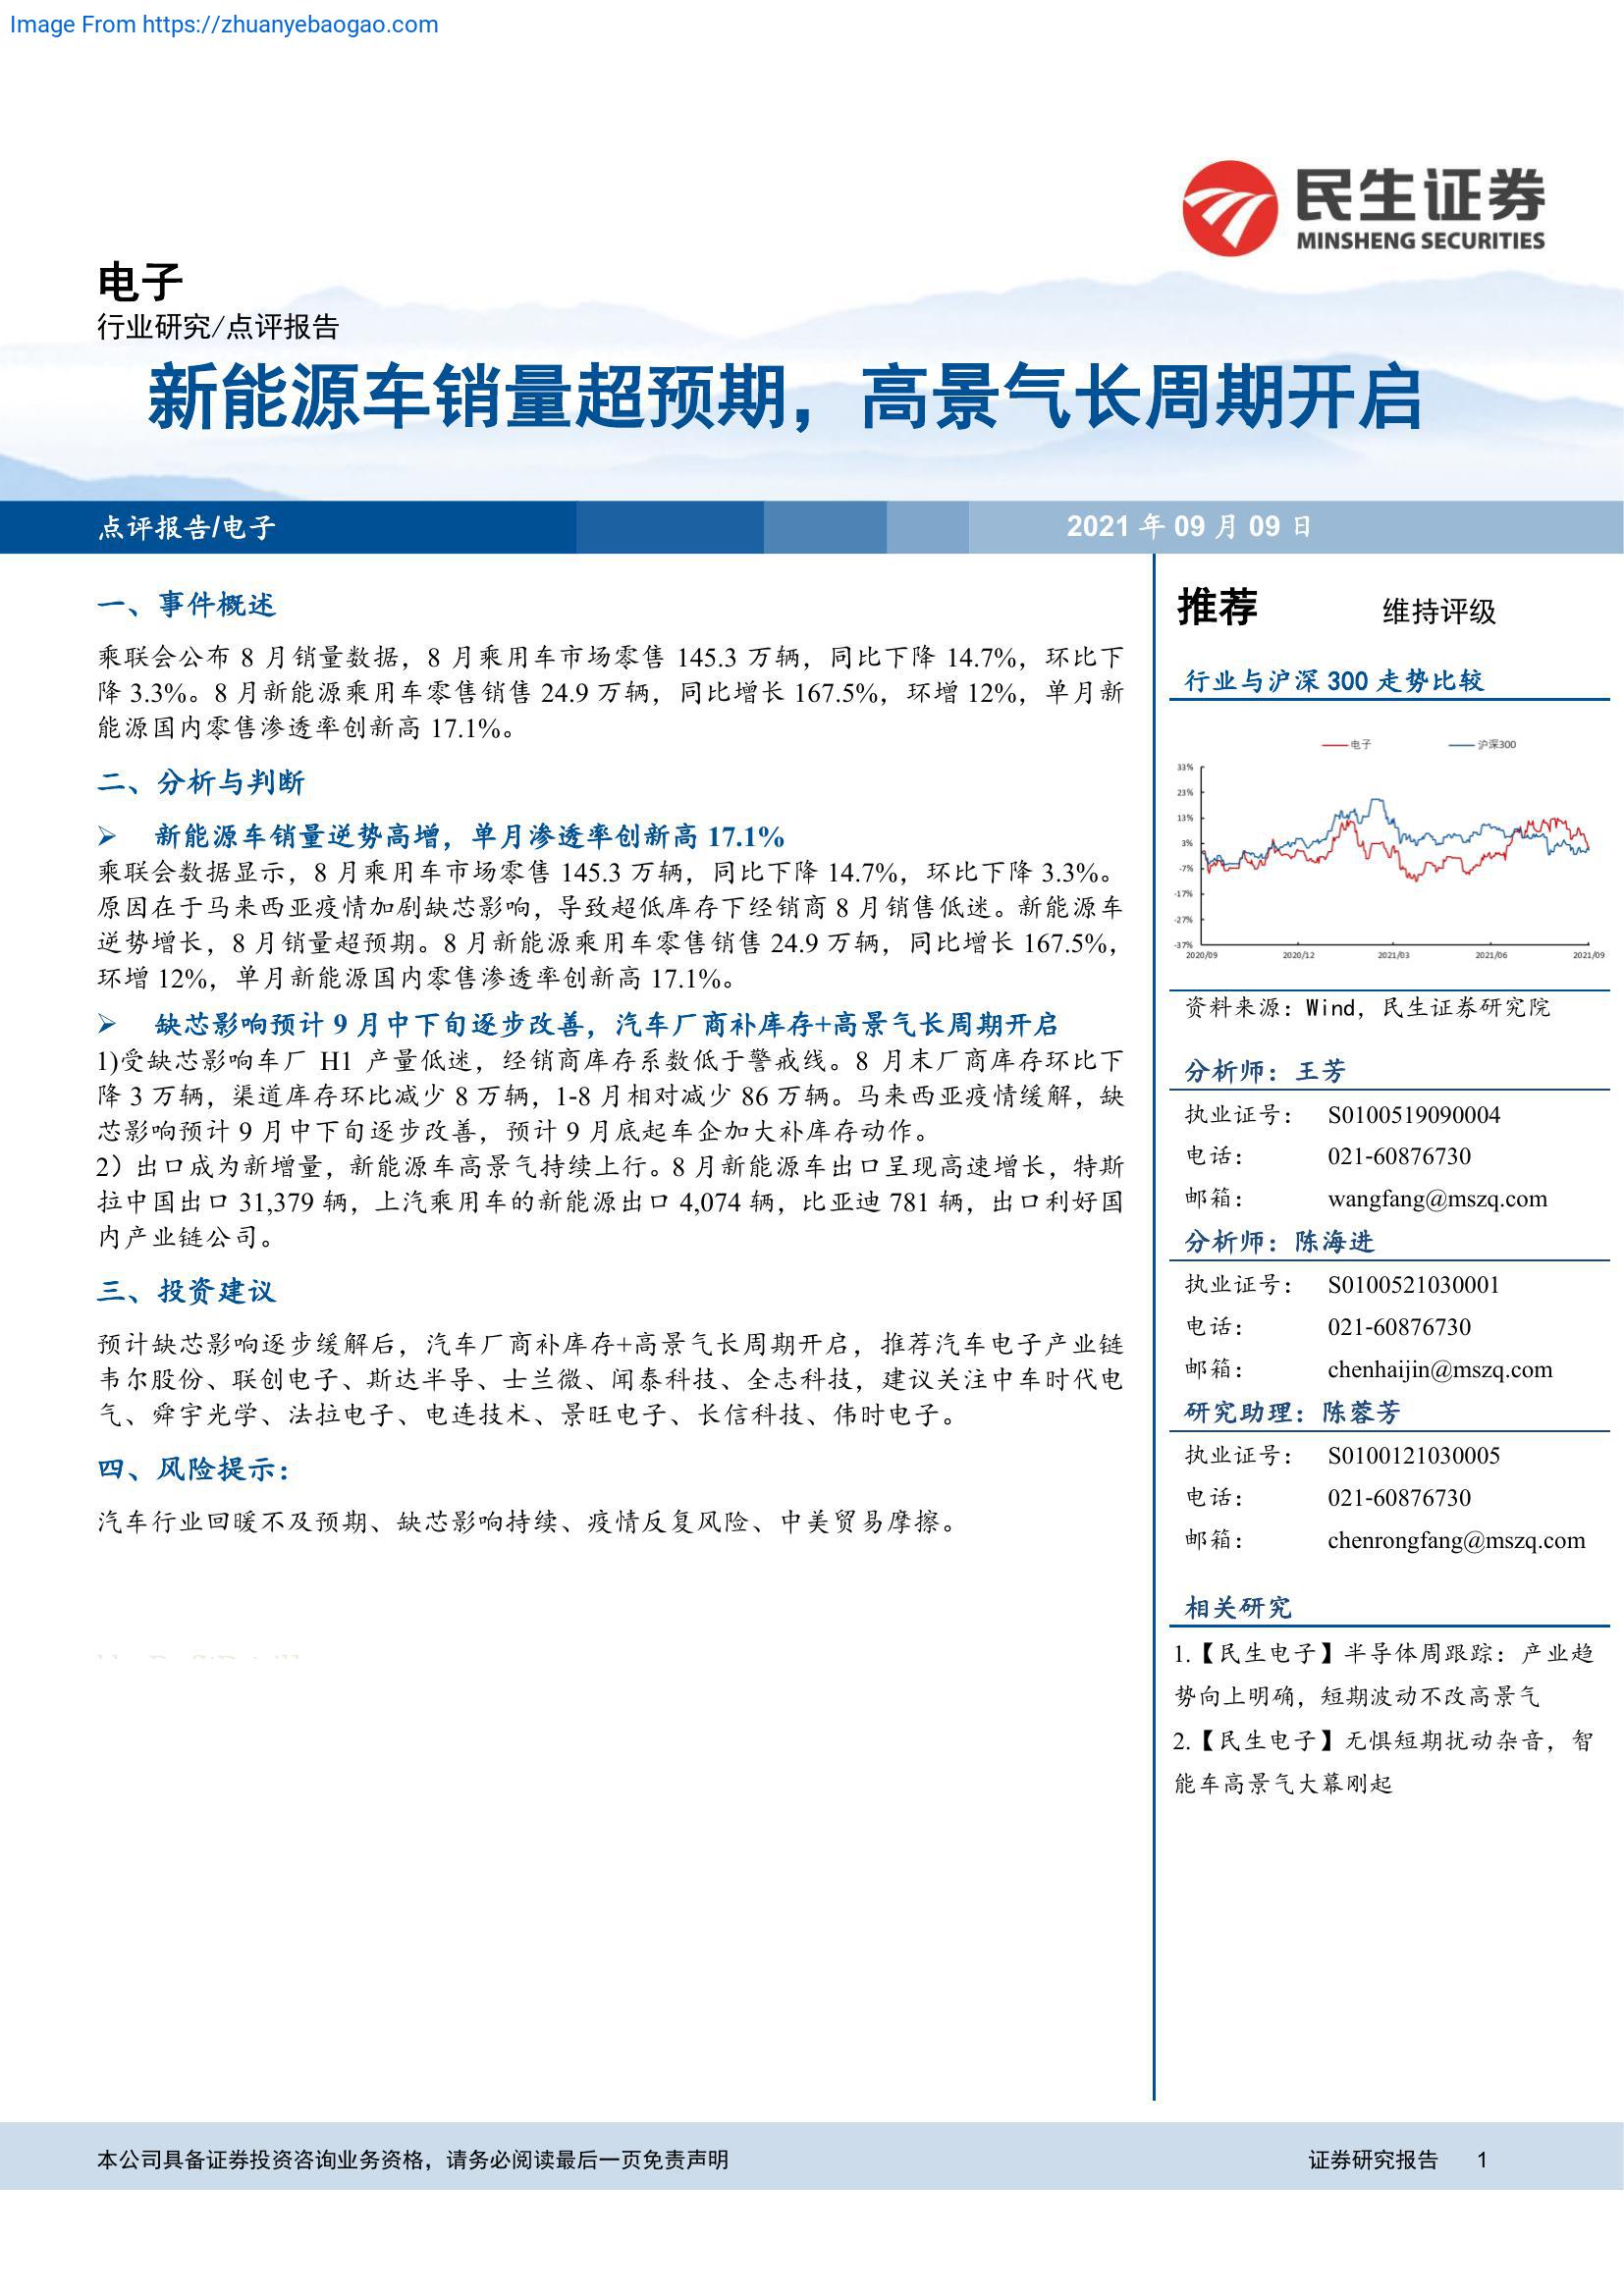 Image From https://zhuanyebaogao.com
民生证券
MINSHENG SECURITIES
电子
行业研究/点评报告
新能源车销量超预期，高景气长周期开启
点评报告/电子
2021 年 09 月 09 日
一、事件概述
乘联会公布 8 月销量数据，8 月乘用车市场零售 145.3 万辆，同比下降 14.7%，环比下
降 3.3%。8 月新能源乘用车零售销售 24.9 万辆，同比增长 167.5%，环增 12%，单月新
能源国内零售渗透率创新高 17.1%。
二、分析与判断
➢ 新能源车销量逆势高增，单月渗透率创新高 17.1%
乘联会数据显示，8 月乘用车市场零售 145.3 万辆，同比下降 14.7%，环比下降 3.3%。
原因在于马来西亚疫情加剧缺芯影响，导致超低库存下经销商 8 月销售低迷。新能源车
逆势增长，8 月销量超预期。8 月新能源乘用车零售销售 24.9 万辆，同比增长 167.5%，
环增 12%，单月新能源国内零售渗透率创新高 17.1%。
➢ 缺芯影响预计 9 月中下旬逐步改善，汽车厂商补库存+高景气长周期开启
1)受缺芯影响车厂 H1 产量低迷，经销商库存系数低于警戒线。8 月末厂商库存环比下
降 3 万辆，渠道库存环比减少 8 万辆，1-8 月相对减少 86 万辆。马来西亚疫情缓解，缺
芯影响预计 9 月中下旬逐步改善，预计 9 月底起车企加大补库存动作。
2）出口成为新增量，新能源车高景气持续上行。8 月新能源车出口呈现高速增长，特斯
拉中国出口 31,379 辆，上汽乘用车的新能源出口 4,074 辆，比亚迪 781 辆，出口利好国
内产业链公司。
三、投资建议
预计缺芯影响逐步缓解后，汽车厂商补库存+高景气长周期开启，推荐汽车电子产业链
韦尔股份、联创电子、斯达半导、士兰微、闻泰科技、全志科技，建议关注中车时代电
气、舜宇光学、法拉电子、电连技术、景旺电子、长信科技、伟时电子。
四、风险提示：
汽车行业回暖不及预期、缺芯影响持续、疫情反复风险、中美贸易摩擦。
推荐 维持评级
行业与沪深 300 走势比较
电子 沪深300
33%
23%
13%
3%
-7%
-17%
-27%
-37%
2020/09 2020/12 2021/03 2021/06 2021/09
资料来源：Wind，民生证券研究院
分析师：王芳
执业证号： S0100519090004
电话： 021-60876730
邮箱： wangfang@mszq.com
分析师：陈海进
执业证号： S0100521030001
电话： 021-60876730
邮箱： chenhaijin@mszq.com
研究助理：陈蓉芳
执业证号： S0100121030005
电话： 021-60876730
邮箱： chenrongfang@mszq.com
相关研究
1.【民生电子】半导体周跟踪：产业趋
势向上明确，短期波动不改高景气
2.【民生电子】无惧短期扰动杂音，智
能车高景气大幕刚起
本公司具备证券投资咨询业务资格，请务必阅读最后一页免责声明
证券研究报告 1